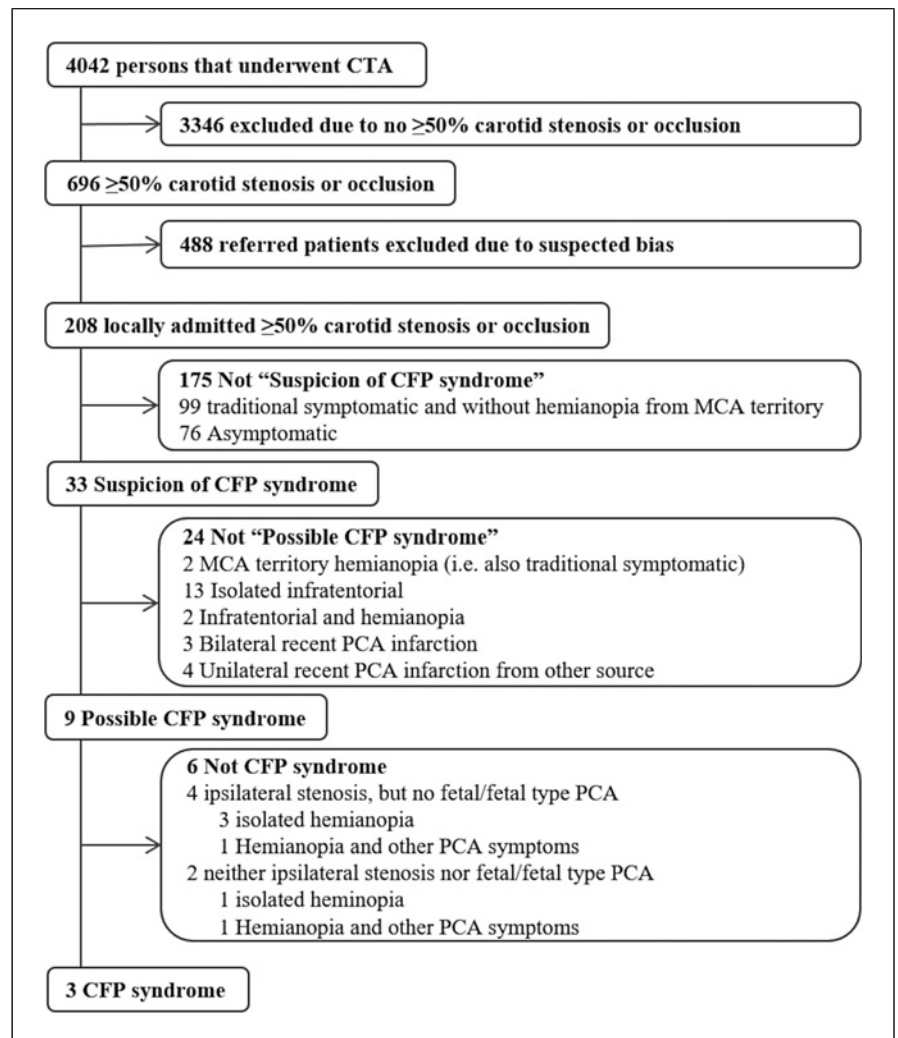 4042 persons that underwent CTA
3346 excluded due to no ≥50% carotid stenosis or occlusion
696 ≥50% carotid stenosis or occlusion
488 referred patients excluded due to suspected bias
208 locally admitted ≥50% carotid stenosis or occlusion
175 Not “Suspicion of CFP syndrome”
99 traditional symptomatic and without hemianopia from MCA territory
76 Asymptomatic
33 Suspicion of CFP syndrome
24 Not “Possible CFP syndrome”
2 MCA territory hemianopia (i.e. also traditional symptomatic)
13 Isolated infratentorial
2 Infratentorial and hemianopia
3 Bilateral recent PCA infarction
4 Unilateral recent PCA infarction from other source
9 Possible CFP syndrome
6 Not CFP syndrome
4 ipsilateral stenosis, but no fetal/fetal type PCA
3 isolated hemianopia
1 Hemianopia and other PCA symptoms
2 neither ipsilateral stenosis nor fetal/fetal type PCA
1 isolated heminopia
1 Hemianopia and other PCA symptoms
3 CFP syndrome